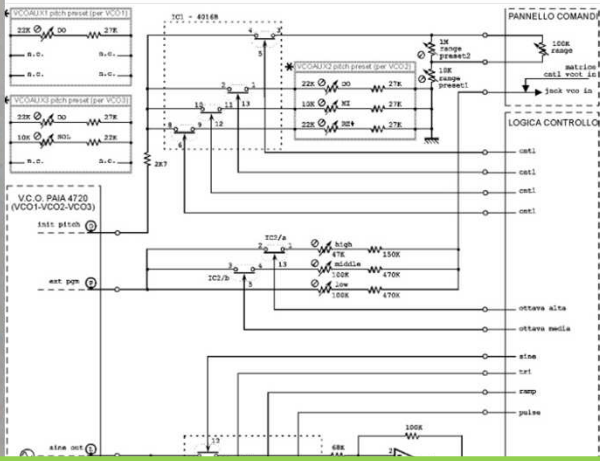 VCOAUX1 pitch preset (per VCO1)
22K DO 27K
n.c. n.c.
n.c. n.c.
VCOAUX3 pitch preset (per VCO3)
22K DO 27K
10K SOL 22K
n.c. n.c.
IC1 - 4016B
4 3
5
2 1
13
10 11
12
8 9
6
2K7
VCOAUX2 pitch preset (per VCO2)
22K DO 27K
10K MI 27K
22K RE# 27K
1M
range
preset2
10K
range
preset1
PANNELLO COMANDI
100K
range
matrice
cntl vcot in
jack vco in
LOGICA CONTROLLO
cntl
cntl
cntl
cntl
V.C.O. PAIA 4720
(VCO1-VCO2-VCO3)
init pitch
ext pgm
IC2/a
2 1
13
IC2/b
3 4
5
high
47K 150K
middle
100K 470K
low
100K 470K
ottava alta
ottava media
sine
tri
ramp
pulse
sine out
13
68K
100K
2